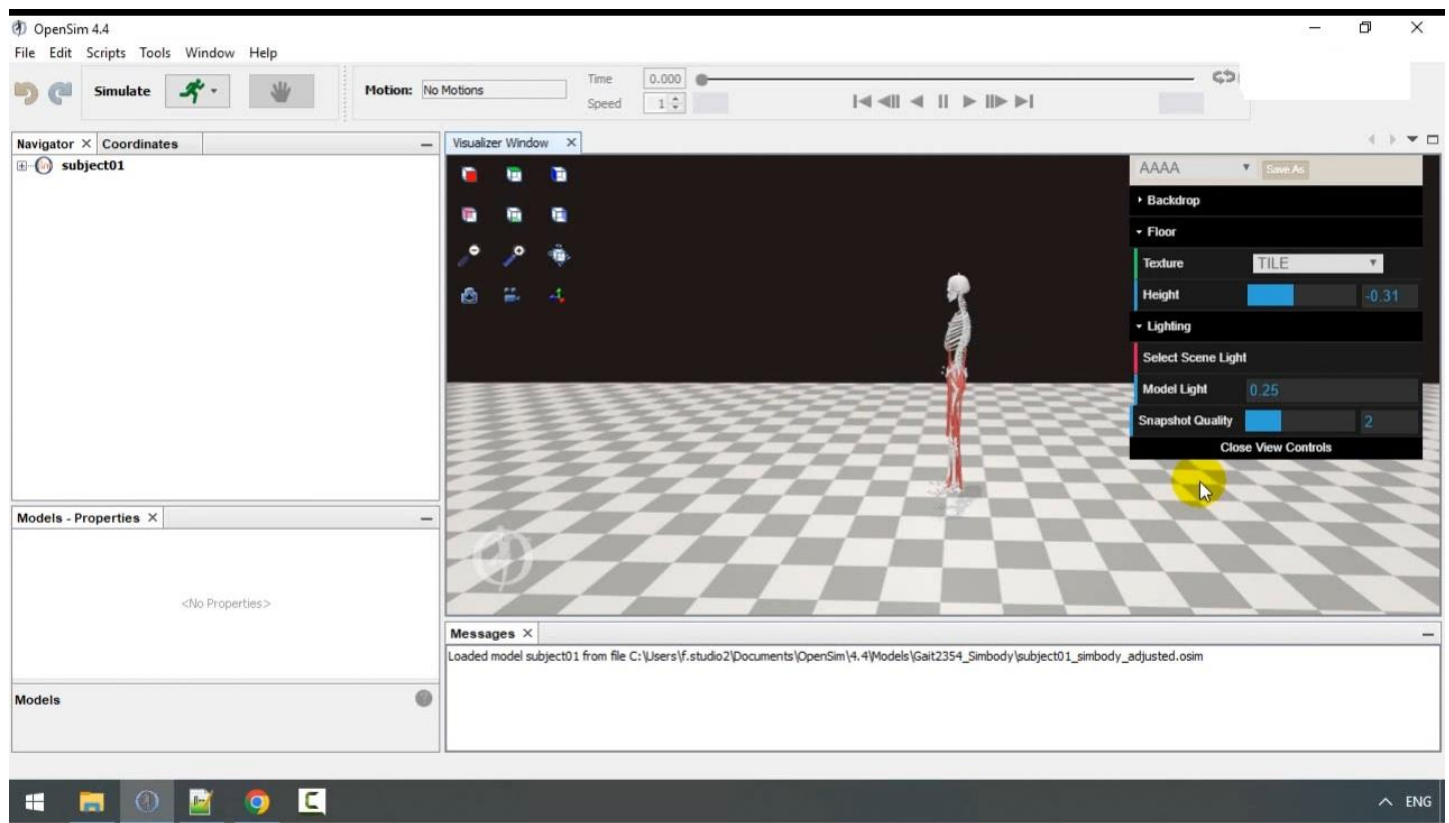 OpenSim 4.4
File Edit Scripts Tools Window Help
Simulate
Motion: No Motions
Time 0.000
Speed 1
Navigator Coordinates
subject01
Visualizer Window
AAAA Save As
Backdrop
Floor
Texture TILE
Height -0.31
Lighting
Select Scene Light
Model Light 0.25
Snapshot Quality 2
Close View Controls
Models - Properties
<No Properties>
Models
Messages
Loaded model subject01 from file C:\Users\f.studio2\Documents\OpenSim\4.4\Models\Gait2354_Simbody\subject01_simbody_adjusted.osim
ENG